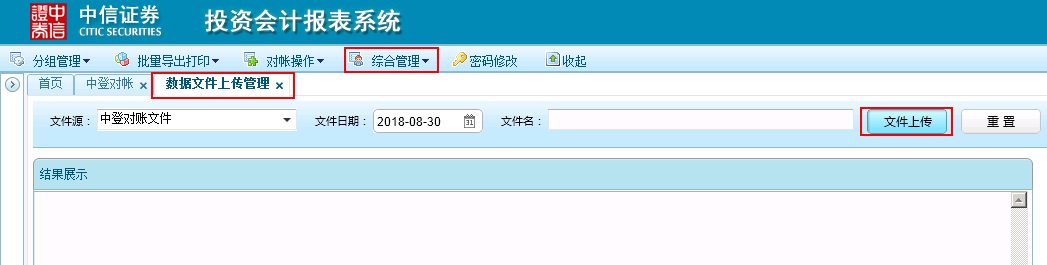 中信證券 中信证券 投资会计报表系统
CITIC SECURITIES
分组管理 批量导出打印 对帐操作 综合管理 密码修改 收起
首页 中登对帐 × 数据文件上传管理 ×
文件源： 中登对账文件 文件日期： 2018-08-30 31 文件名： 文件上传 重 置
结果展示